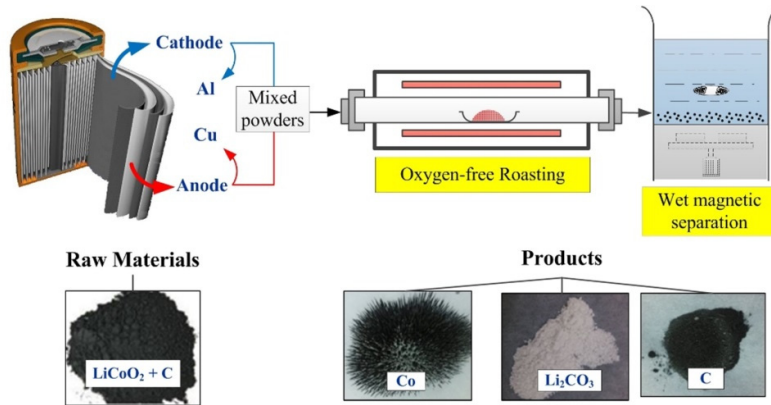 Cathode
Al
Cu
Anode
Mixed
powders
Oxygen-free Roasting
Wet magnetic
separation
Raw Materials
LiCoO₂ + C
Products
Co
Li₂CO₃
C